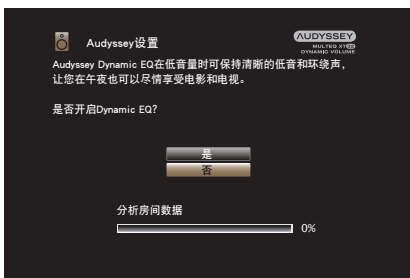 Audyssey设置
AUDYSSEY
MULTEQ XT32
DYNAMIC VOLUME
Audyssey Dynamic EQ在低音量时可保持清晰的低音和环绕声，
让您在午夜也可以尽情享受电影和电视。
是否开启Dynamic EQ?
是
否
分析房间数据
0%